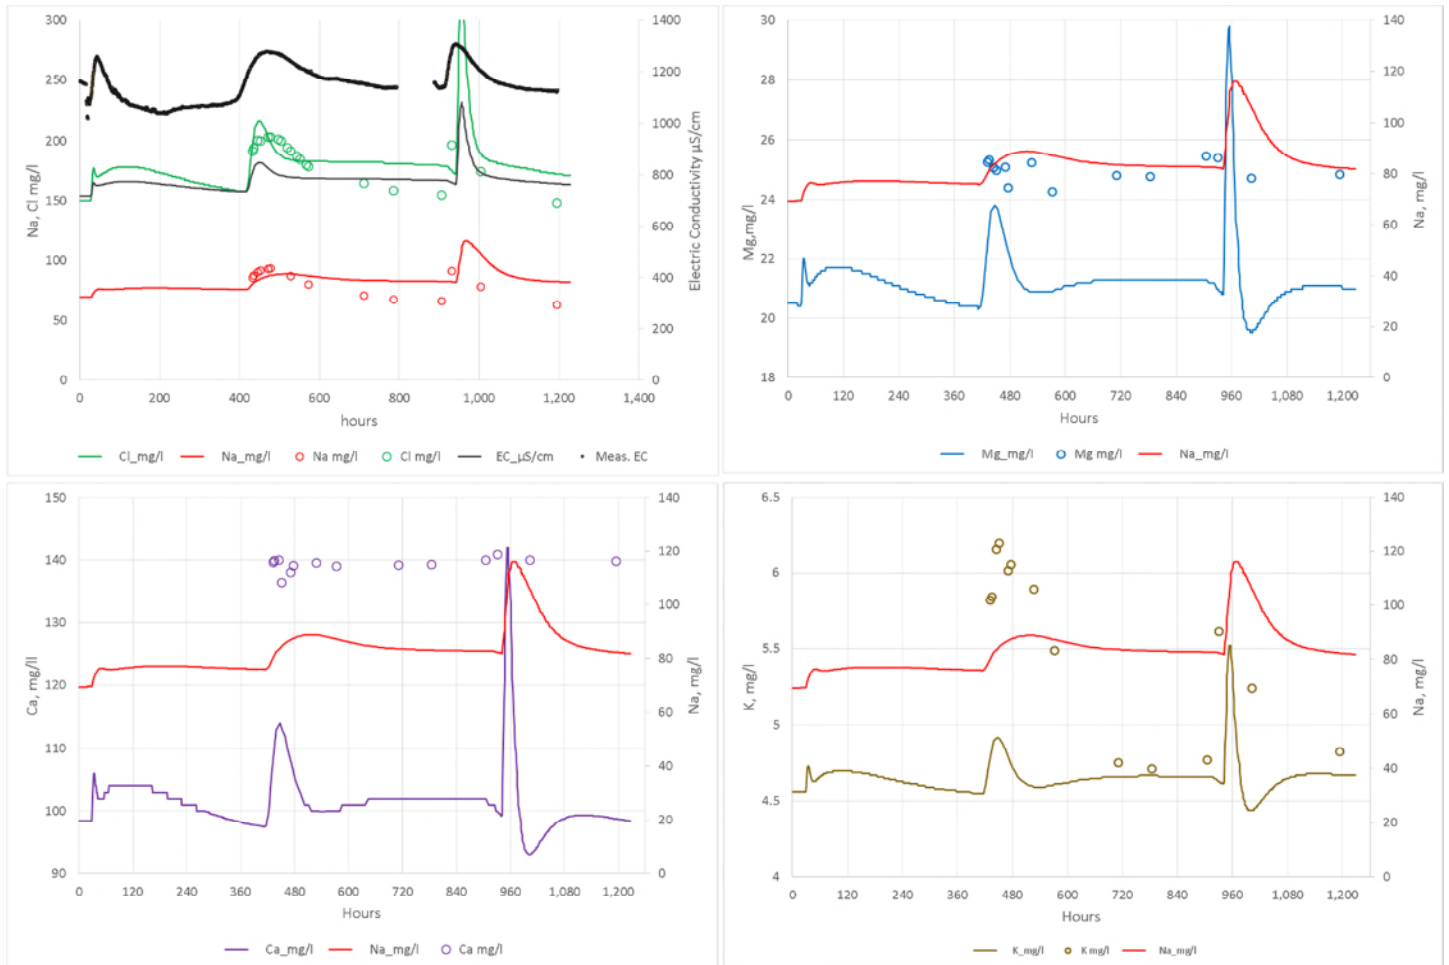 300
250
200
150
100
50
0
Na, Cl mg/l
1400
1200
1000
800
600
400
200
0
Electric Conductivity µS/cm
0 200 400 600 800 1,000 1,200 1,400
hours
Cl_mg/l Na_mg/l Na mg/l Cl mg/l EC_µS/cm Meas. EC
30
28
26
24
22
20
18
Mg,mg/l
140
120
100
80
60
40
20
0
Na, mg/l
0 120 240 360 480 600 720 840 960 1,080 1,200
Hours
Mg_mg/l Mg mg/l Na_mg/l
150
140
130
120
110
100
90
Ca, mg/ll
140
120
100
80
60
40
20
0
Na, mg/l
0 120 240 360 480 600 720 840 960 1,080 1,200
Hours
Ca_mg/l Na_mg/l Ca mg/l
6.5
6
5.5
5
4.5
4
K, mg/l
140
120
100
80
60
40
20
0
Na, mg/l
0 120 240 360 480 600 720 840 960 1,080 1,200
Hours
K_mg/l K mg/l Na_mg/l